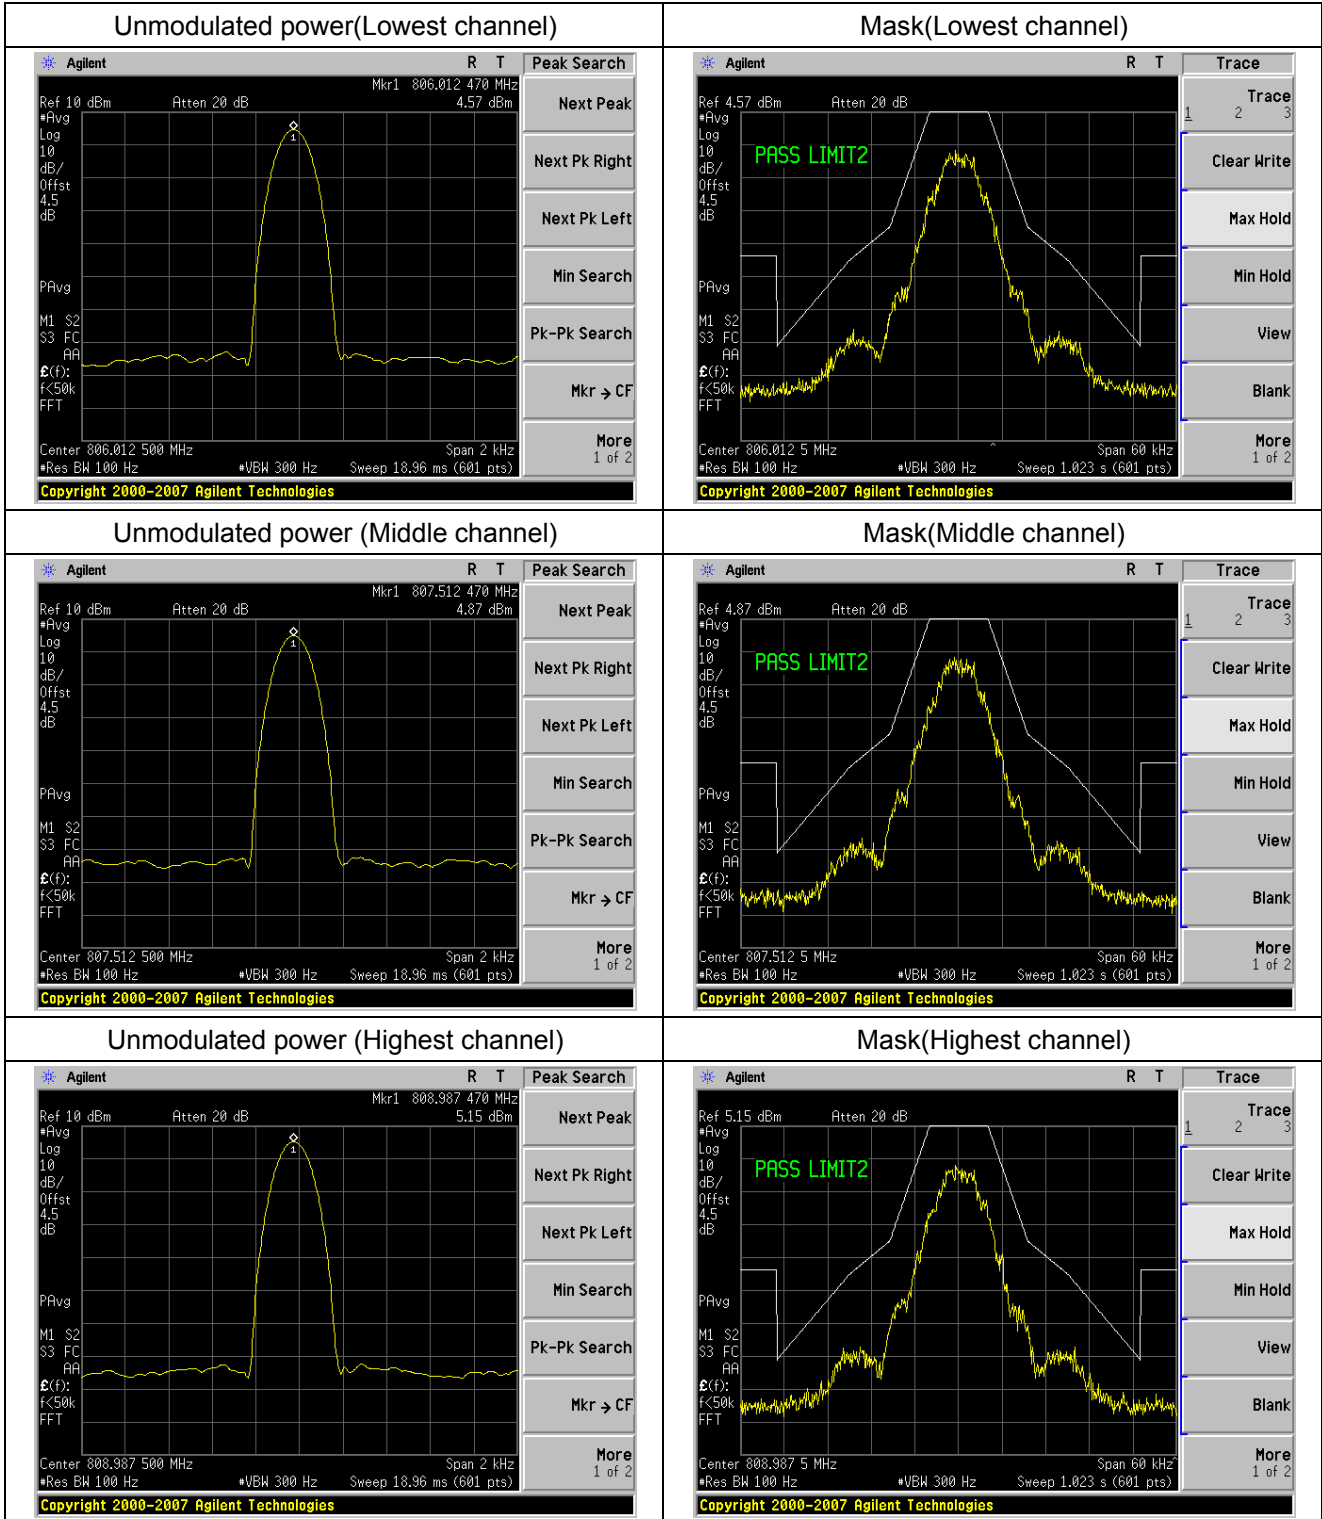 Unmodulated power(Lowest channel)
Mask(Lowest channel)
Agilent R T Peak Search
Mkr1 806.012 470 MHz
Ref 10 dBm Atten 20 dB 4.57 dBm
#Avg
Log
10
dB/
Offst
4.5
dB
PAvg
M1 S2
S3 FC
AA
£(f):
f<50k
FFT
1
Center 806.012 500 MHz Span 2 kHz
#Res BW 100 Hz #VBW 300 Hz Sweep 18.96 ms (601 pts)
Copyright 2000-2007 Agilent Technologies
Next Peak
Next Pk Right
Next Pk Left
Min Search
Pk-Pk Search
Mkr → CF
More
1 of 2
Agilent R T Trace
Ref 4.57 dBm Atten 20 dB
#Avg
Log
10
dB/
Offst
4.5
dB
PASS LIMIT2
PAvg
M1 S2
S3 FC
AA
£(f):
f<50k
FFT
Center 806.012 5 MHz Span 60 kHz
#Res BW 100 Hz #VBW 300 Hz Sweep 1.023 s (601 pts)
Copyright 2000-2007 Agilent Technologies
Trace
1 2 3
Clear Write
Max Hold
Min Hold
View
Blank
More
1 of 2
Unmodulated power (Middle channel)
Mask(Middle channel)
Agilent R T Peak Search
Mkr1 807.512 470 MHz
Ref 10 dBm Atten 20 dB 4.87 dBm
#Avg
Log
10
dB/
Offst
4.5
dB
PAvg
M1 S2
S3 FC
AA
£(f):
f<50k
FFT
1
Center 807.512 500 MHz Span 2 kHz
#Res BW 100 Hz #VBW 300 Hz Sweep 18.96 ms (601 pts)
Copyright 2000-2007 Agilent Technologies
Next Peak
Next Pk Right
Next Pk Left
Min Search
Pk-Pk Search
Mkr → CF
More
1 of 2
Agilent R T Trace
Ref 4.87 dBm Atten 20 dB
#Avg
Log
10
dB/
Offst
4.5
dB
PASS LIMIT2
PAvg
M1 S2
S3 FC
AA
£(f):
f<50k
FFT
Center 807.512 5 MHz Span 60 kHz
#Res BW 100 Hz #VBW 300 Hz Sweep 1.023 s (601 pts)
Copyright 2000-2007 Agilent Technologies
Trace
1 2 3
Clear Write
Max Hold
Min Hold
View
Blank
More
1 of 2
Unmodulated power (Highest channel)
Mask(Highest channel)
Agilent R T Peak Search
Mkr1 808.987 470 MHz
Ref 10 dBm Atten 20 dB 5.15 dBm
#Avg
Log
10
dB/
Offst
4.5
dB
PAvg
M1 S2
S3 FC
AA
£(f):
f<50k
FFT
1
Center 808.987 500 MHz Span 2 kHz
#Res BW 100 Hz #VBW 300 Hz Sweep 18.96 ms (601 pts)
Copyright 2000-2007 Agilent Technologies
Next Peak
Next Pk Right
Next Pk Left
Min Search
Pk-Pk Search
Mkr → CF
More
1 of 2
Agilent R T Trace
Ref 5.15 dBm Atten 20 dB
#Avg
Log
10
dB/
Offst
4.5
dB
PASS LIMIT2
PAvg
M1 S2
S3 FC
AA
£(f):
f<50k
FFT
Center 808.987 5 MHz Span 60 kHz
#Res BW 100 Hz #VBW 300 Hz Sweep 1.023 s (601 pts)
Copyright 2000-2007 Agilent Technologies
Trace
1 2 3
Clear Write
Max Hold
Min Hold
View
Blank
More
1 of 2